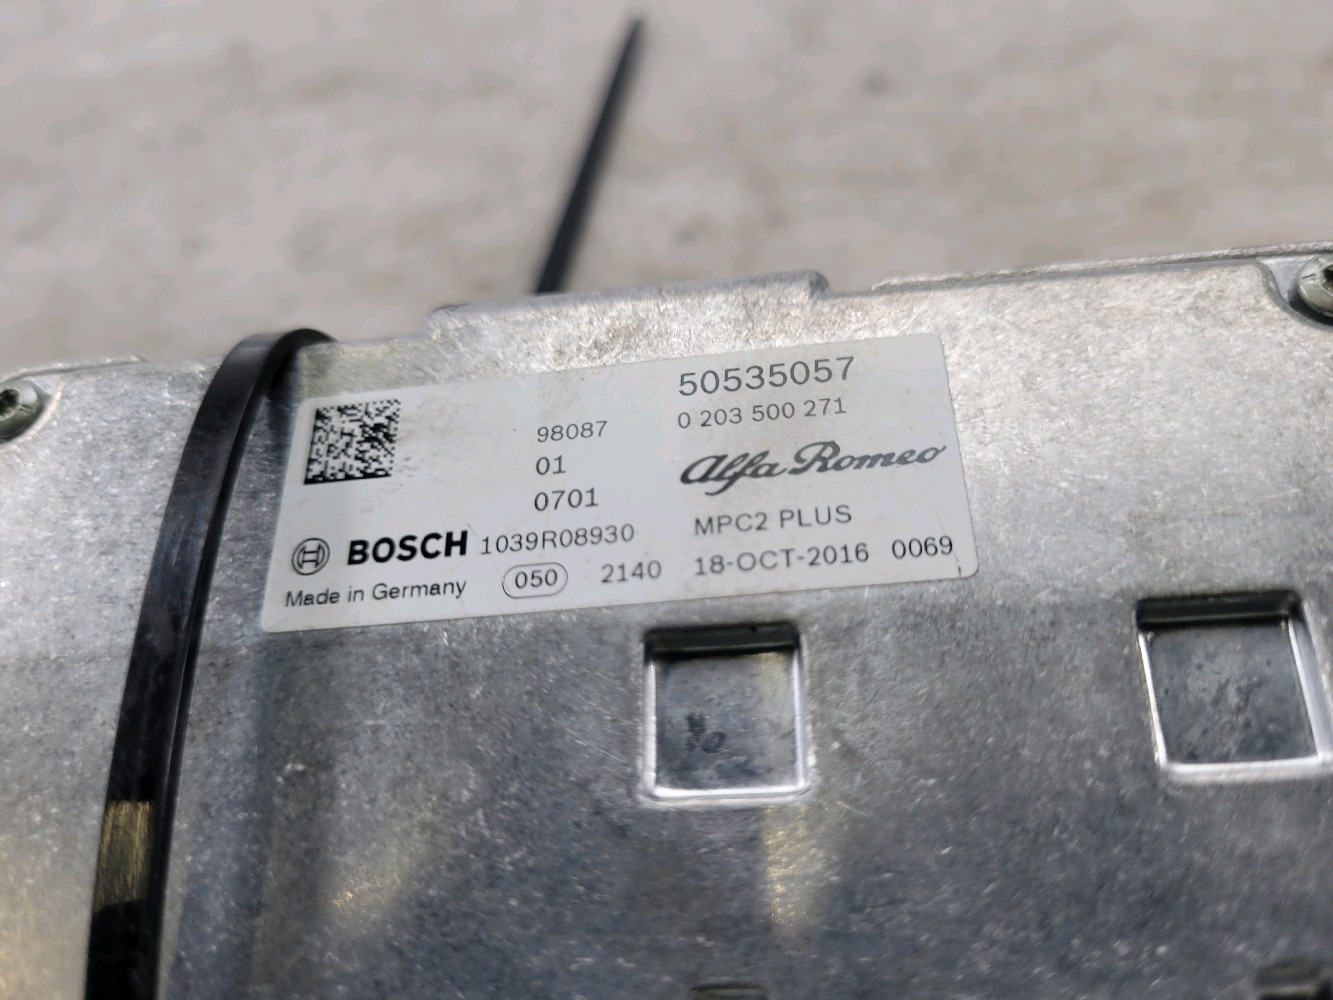 50535057
98087 0 203 500 271
01 Alfa Romeo
0701 MPC2 PLUS
BOSCH 1039R08930
Made in Germany 050 2140 18-OCT-2016 0069